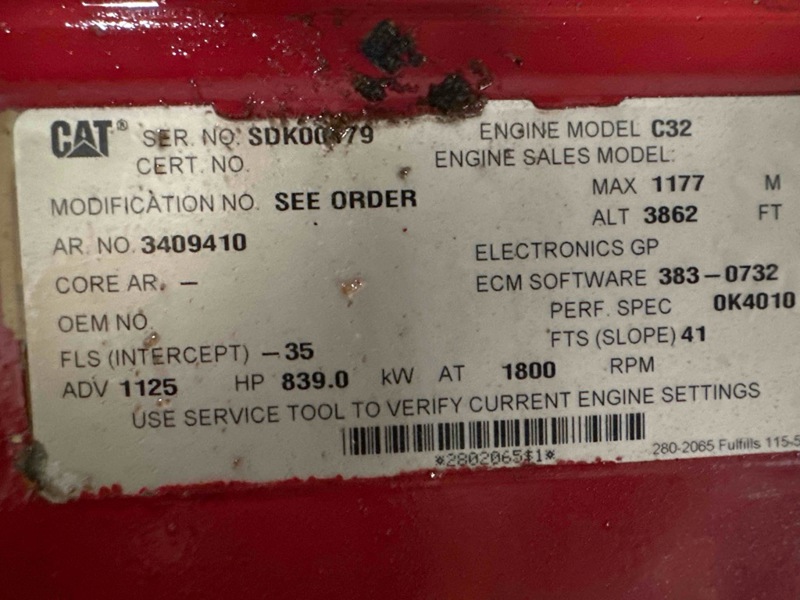 CAT® SER. NO. ENGINE MODEL C32
CERT. NO. ENGINE SALES MODEL:
MODIFICATION NO. SEE ORDER MAX 1177 M
AR. NO. 3409410 ALT 3862 FT
CORE AR. – ELECTRONICS GP
OEM NO. ECM SOFTWARE 383–0732
PERF. SPEC 0K4010
FLS (INTERCEPT) –35 FTS (SLOPE) 41
ADV 1125 HP 839.0 kW AT 1800 RPM
USE SERVICE TOOL TO VERIFY CURRENT ENGINE SETTINGS
*2802065$1* 280-2065 Fulfills